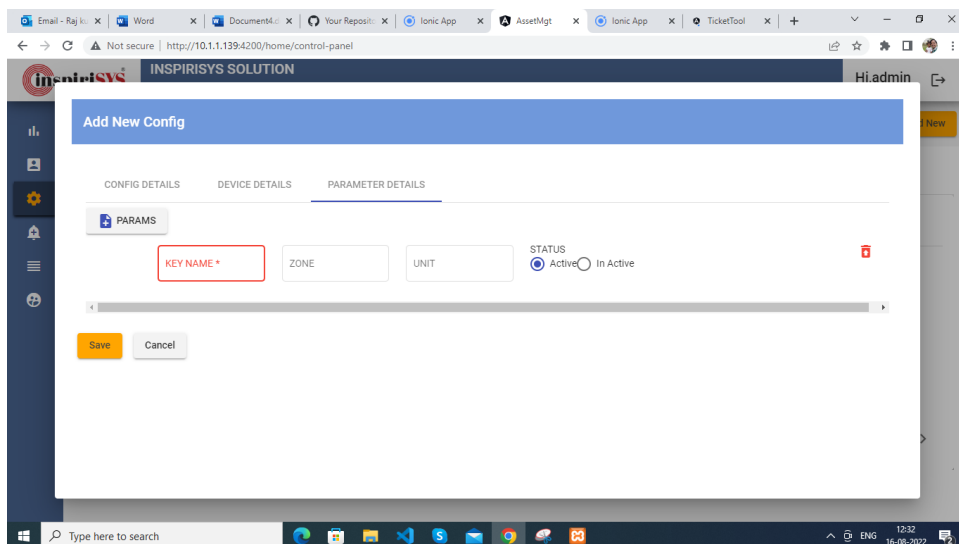 Email - Raj ku Word Document4.d Your Reposito Ionic App AssetMgt Ionic App TicketTool
Not secure | http://10.1.1.139:4200/home/control-panel
inspiriSYS INSPIRISYS SOLUTION Hi,admin
Add New Config New
CONFIG DETAILS DEVICE DETAILS PARAMETER DETAILS
PARAMS
STATUS
KEY NAME * ZONE UNIT Active In Active
Save Cancel
Type here to search ENG 12:32
16-08-2022